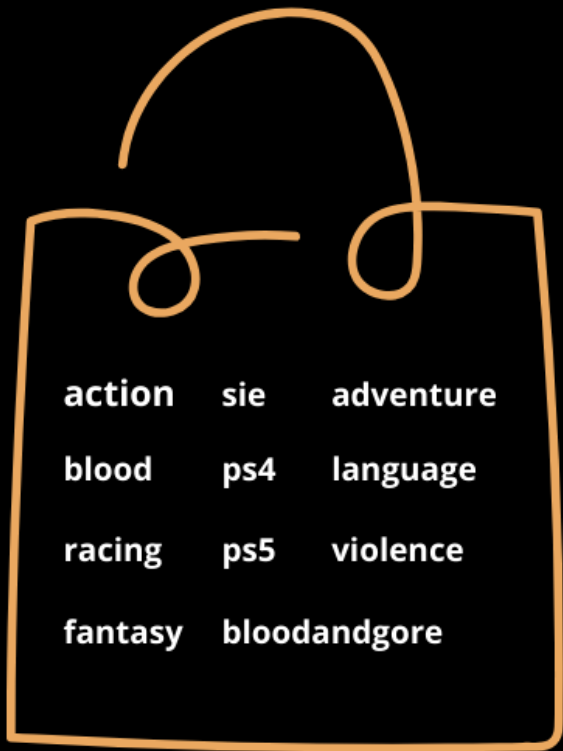 action sie adventure
blood ps4 language
racing ps5 violence
fantasy bloodandgore